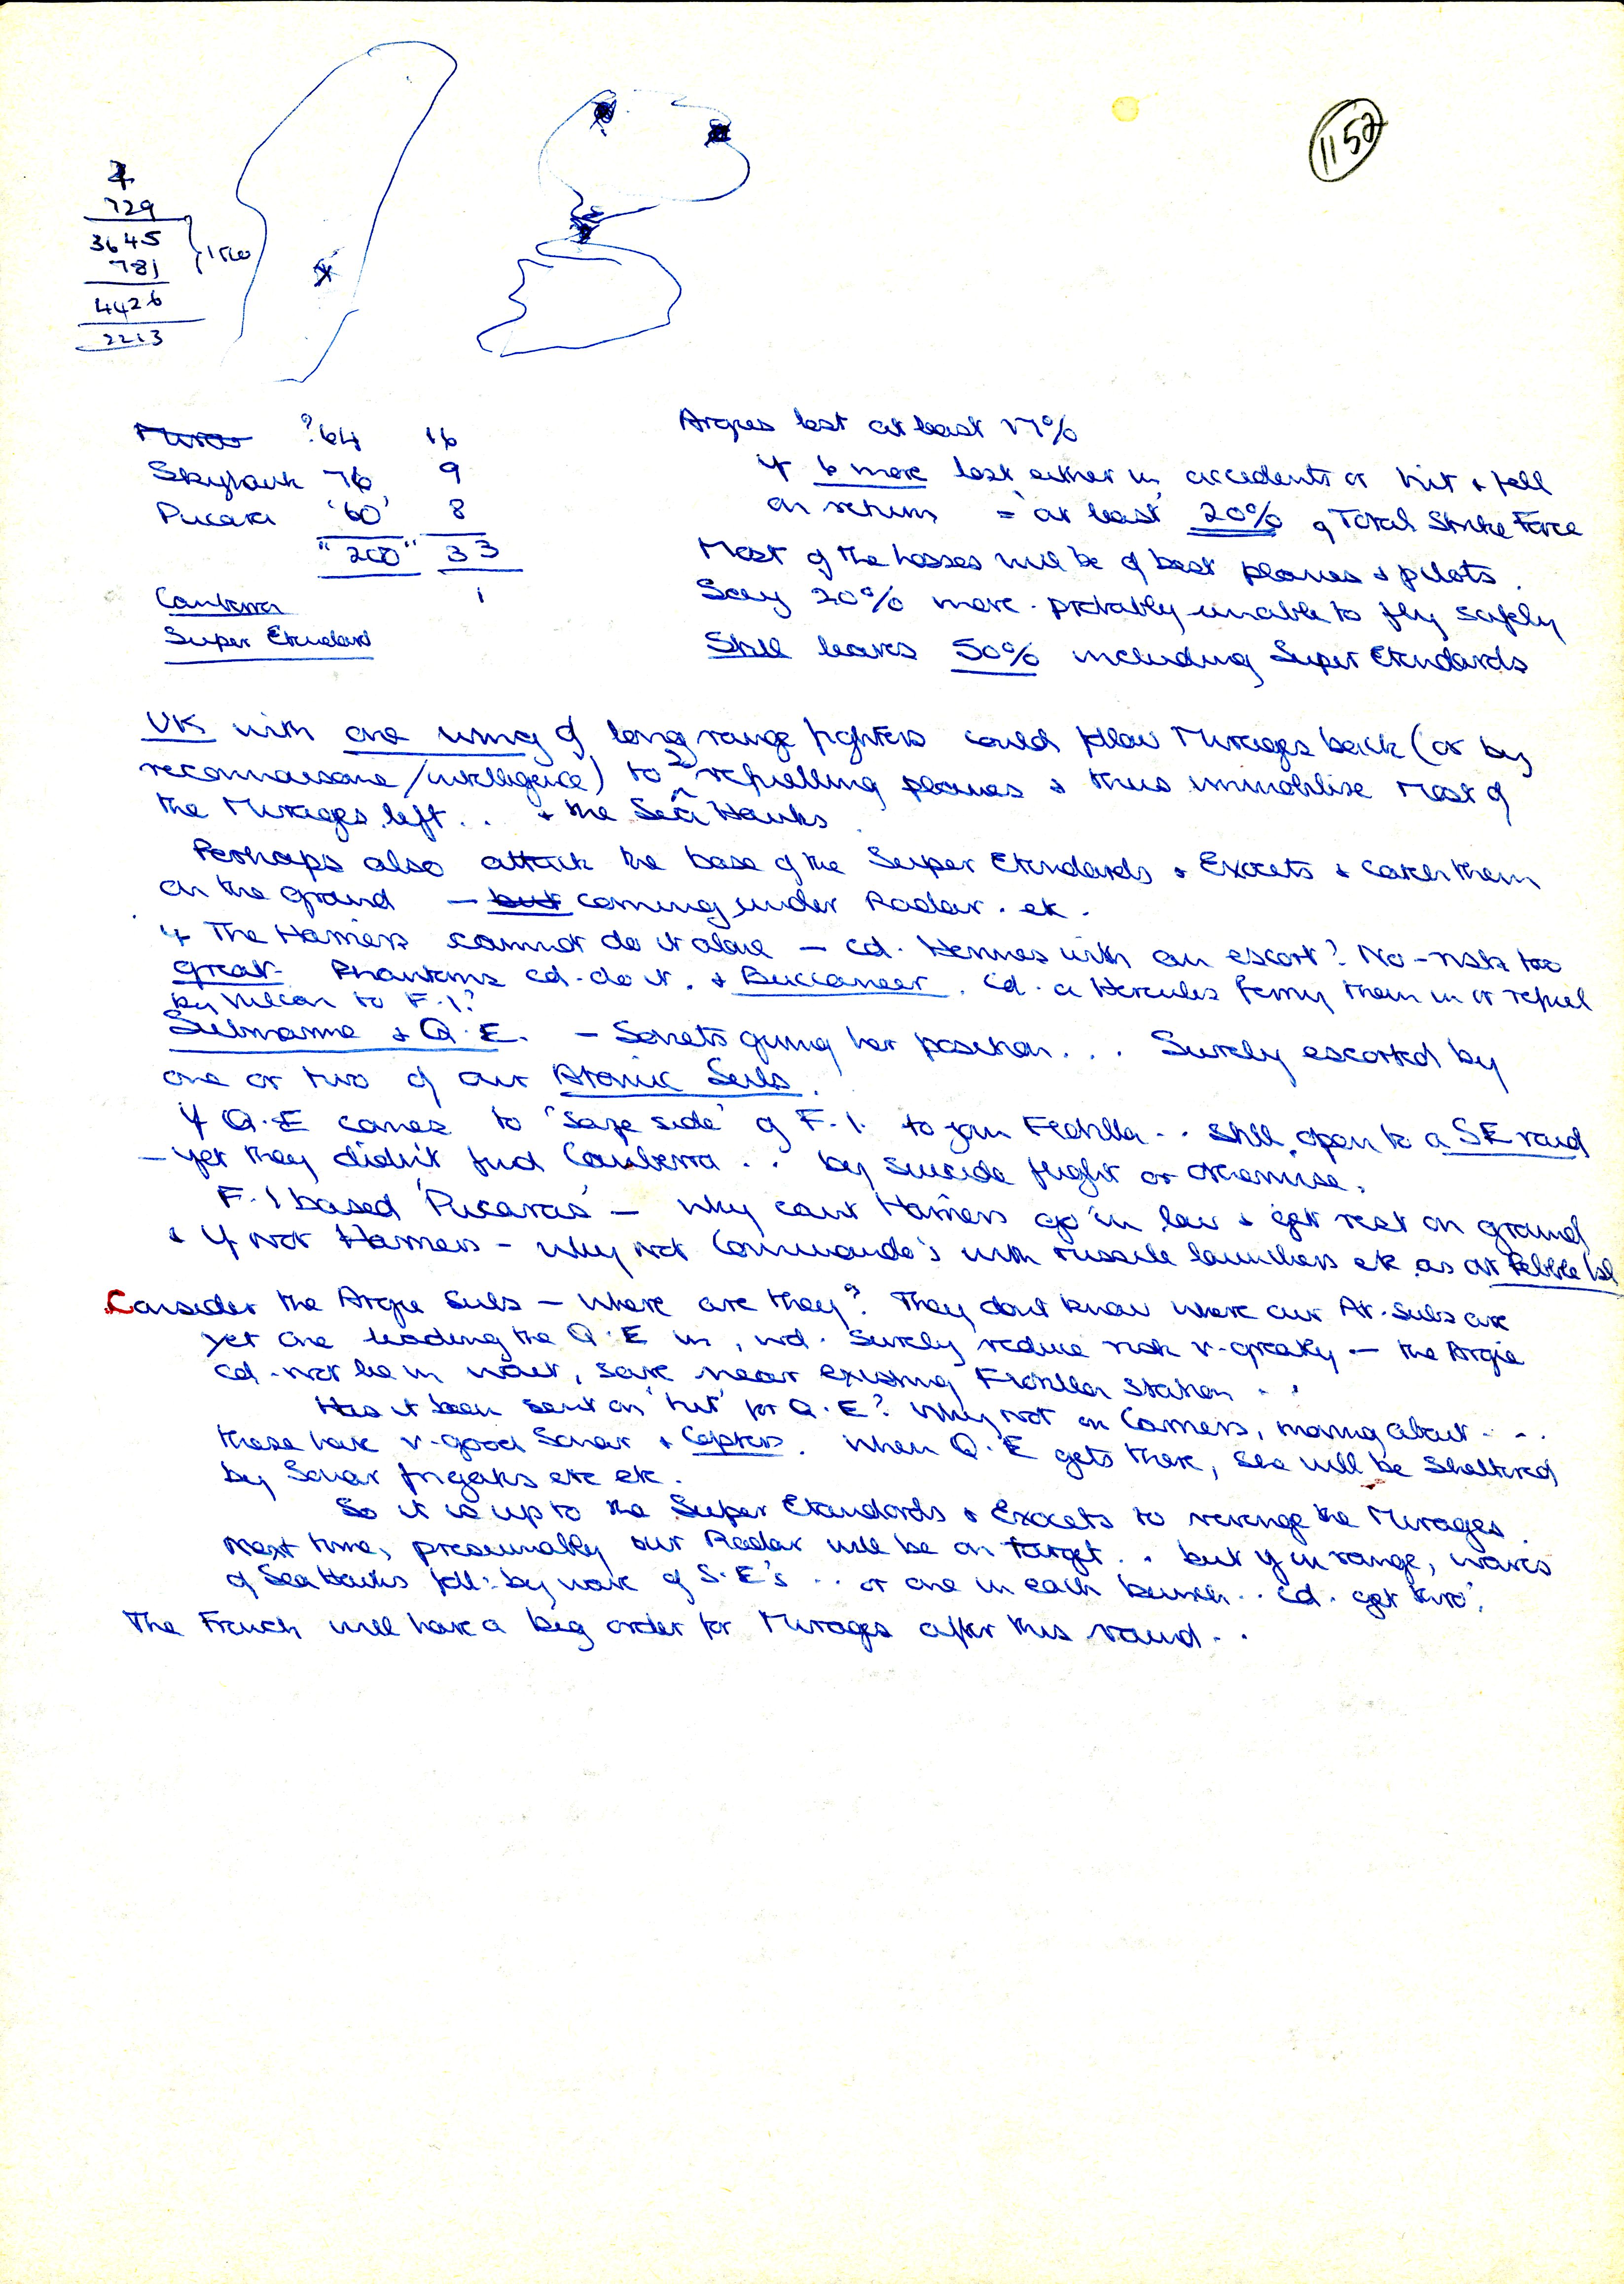 1152
729
3645
781
1500
4426
2213
?64 16
Skyhawk 76 9
Pucara '60' 8
"200" 33
Canberra 1
Super Etendard
Argies lost at least 17%
If 6 more lost either in accidents or hit & fell
on return = at least 20% of Total Strike Force
Most of the losses will be of best planes & pilots.
Say 20% more probably unable to fly safely
Still leaves 50% including Super Etendards
UK with one wing of long range fighters could follow Mirages back (or by
reconnaissance/intelligence) to 2 refuelling planes & thus immobilise most of
the Mirages left .. & the Sea Hawks
Perhaps also attack the base of the Super Etendards & Exocets & catch them
on the ground — but coming under Radar. etc.
If The Harriers cannot do it alone — cd. Hermes with an escort? No – risk too
great. Phantoms cd. do it. & Buccaneer. Cd. a Hercules ferry them in or refuel
by Vulcan to F.I?
Submarine & Q.E. – Soviets giving her position... Surely escorted by
one or two of our Atomic Subs.
If Q.E comes to 'safe side' of F.I. to join Flotilla .. still open to a SE raid
– yet they didn't find Canberra .. by suicide flight or otherwise.
F.I based 'Pucaras' – why cant Harriers go in low & get rest on ground
& If not Harriers – why not Commando's with missile launchers etc as at Pebble Isl
Consider the Argie Subs – Where are they? They dont know where our At. Subs are
yet one leading the Q.E in, wd. surely reduce risk v. greatly – the Argie
cd. not be in wait, save near existing Flotilla station ..
Has it been sent on 'hit' for Q.E? Why not on Carriers, moving about ...
these have v. good Sonar & Copters. When Q.E gets there, she will be sheltered
by Sonar frigates etc etc.
So it is up to the Super Etendards & Exocets to revenge the Mirages.
Next time, presumably our Radar will be on target .. but if in range, waves
of Sea Hawks foll: by wave of S.E's .. or one in each bunch .. cd. get thro'.
The French will have a big order for Mirages after this round ..